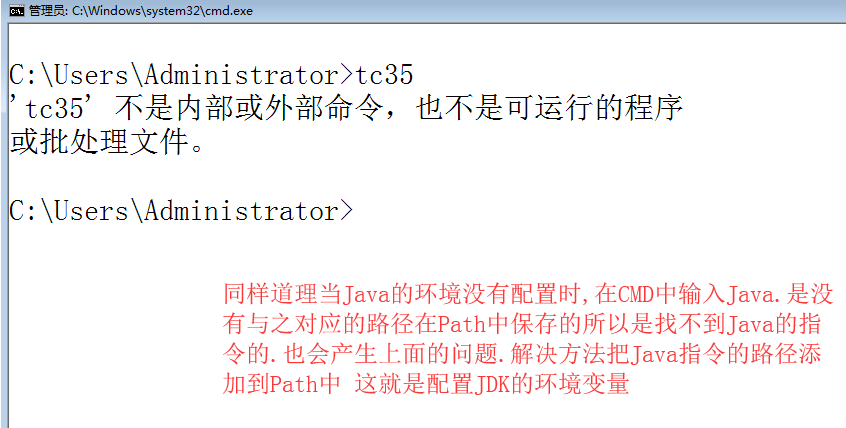 管理员: C:\Windows\system32\cmd.exe
C:\Users\Administrator>tc35
'tc35' 不是内部或外部命令，也不是可运行的程序
或批处理文件。
C:\Users\Administrator>
同样道理当Java的环境没有配置时,在CMD中输入Java.是没
有与之对应的路径在Path中保存的所以是找不到Java的指
令的.也会产生上面的问题.解决方法把Java指令的路径添
加到Path中 这就是配置JDK的环境变量